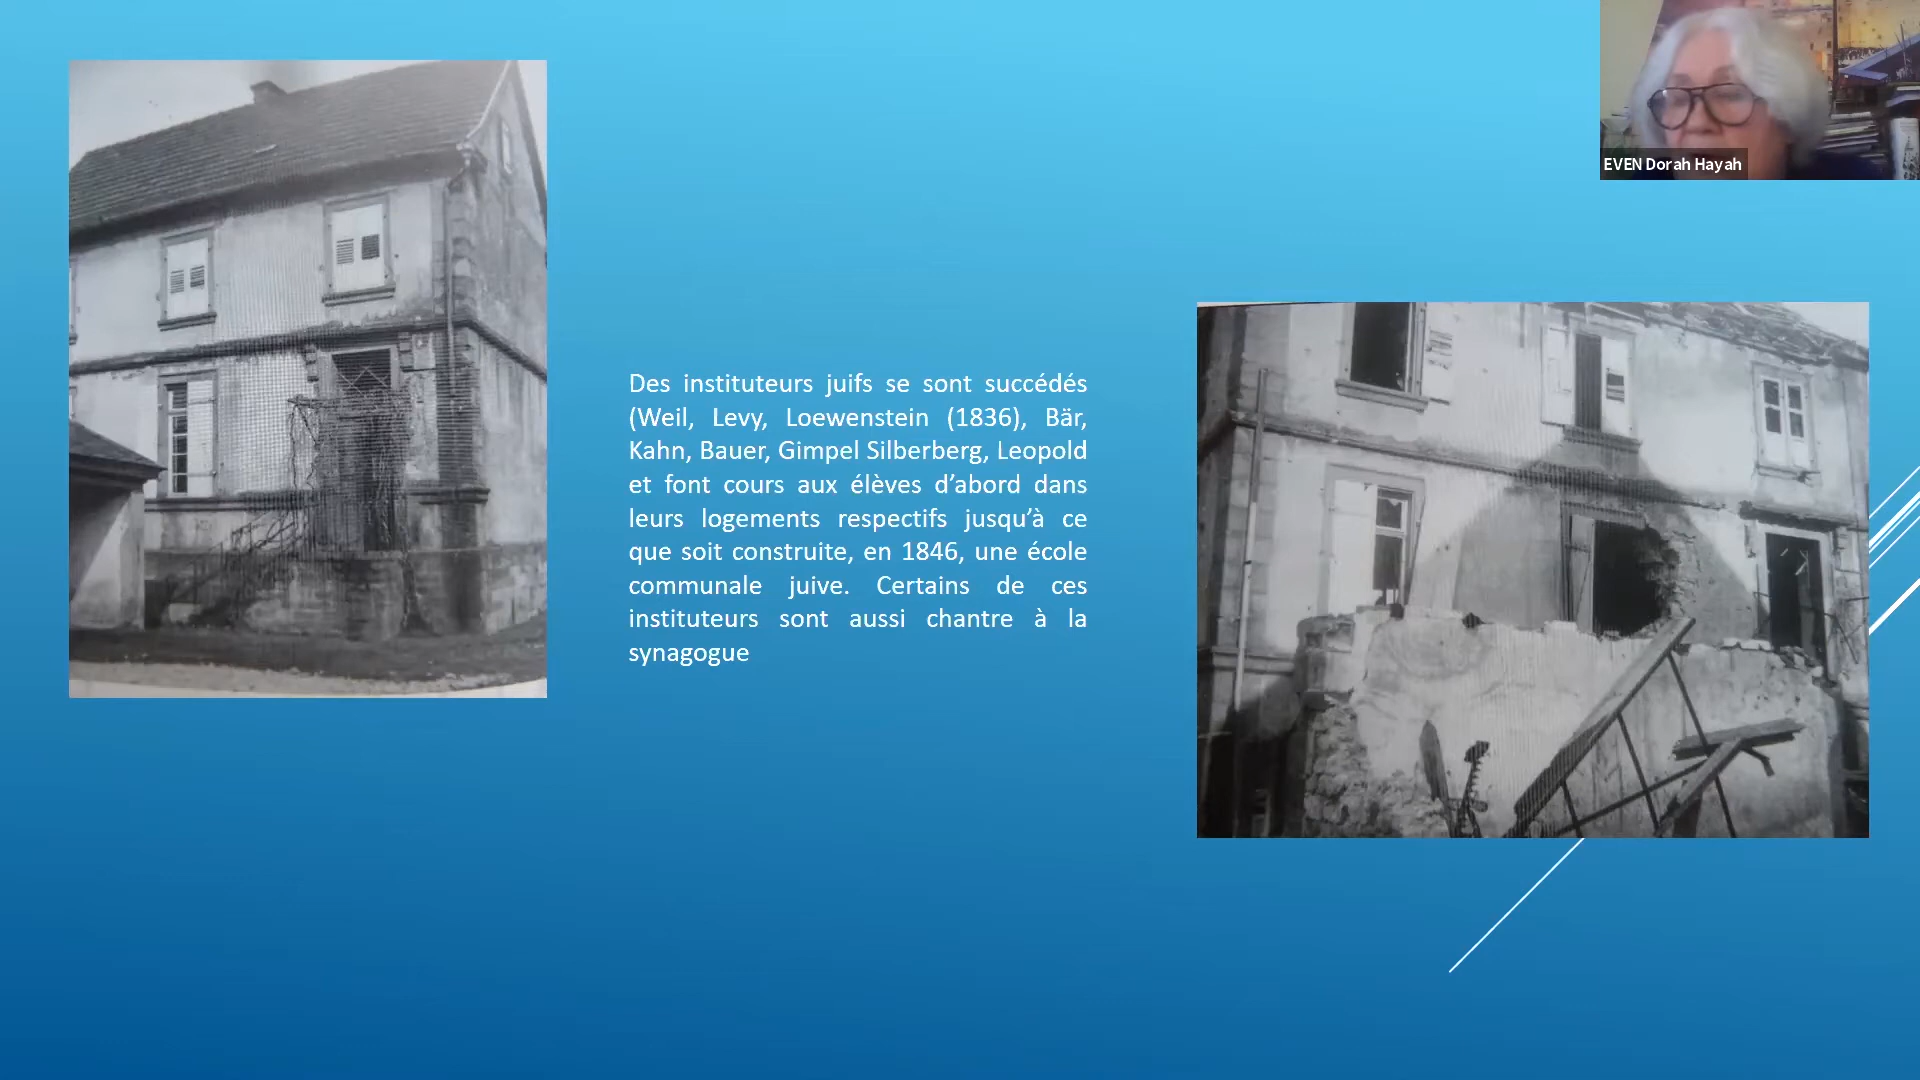 EVEN Dorah Hayah
Des instituteurs juifs se sont succédés
(Weil, Levy, Loewenstein (1836), Bär,
Kahn, Bauer, Gimpel Silberberg, Leopold
et font cours aux élèves d’abord dans
leurs logements respectifs jusqu’à ce
que soit construite, en 1846, une école
communale juive. Certains de ces
instituteurs sont aussi chantre à la
synagogue